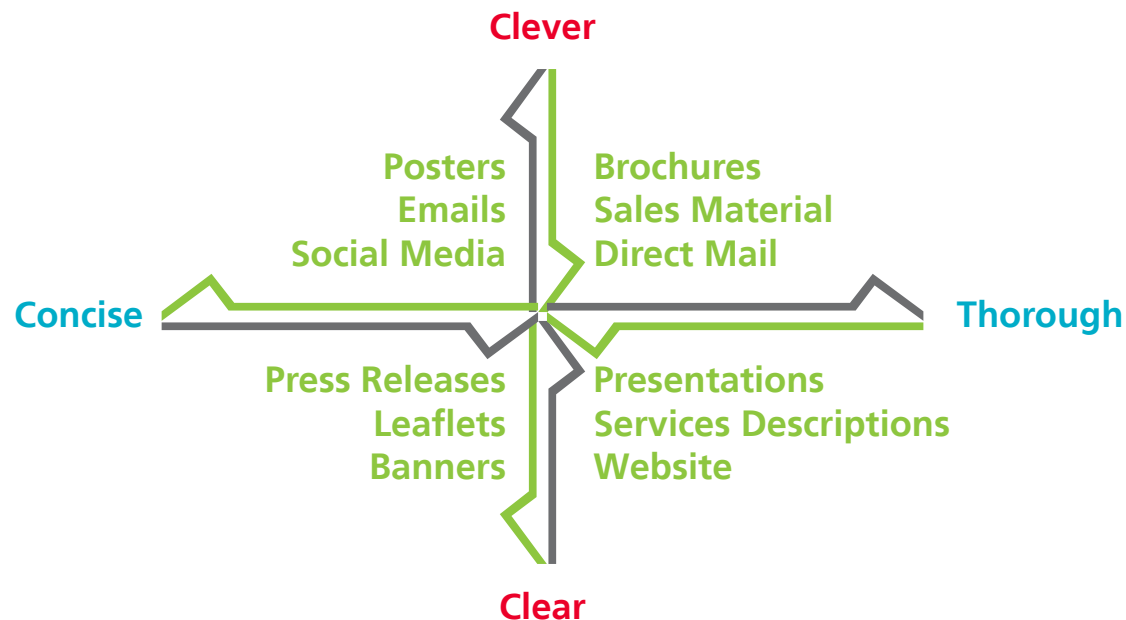 Clever
Posters
Emails
Social Media
Brochures
Sales Material
Direct Mail
Concise
Thorough
Press Releases
Leaflets
Banners
Presentations
Services Descriptions
Website
Clear